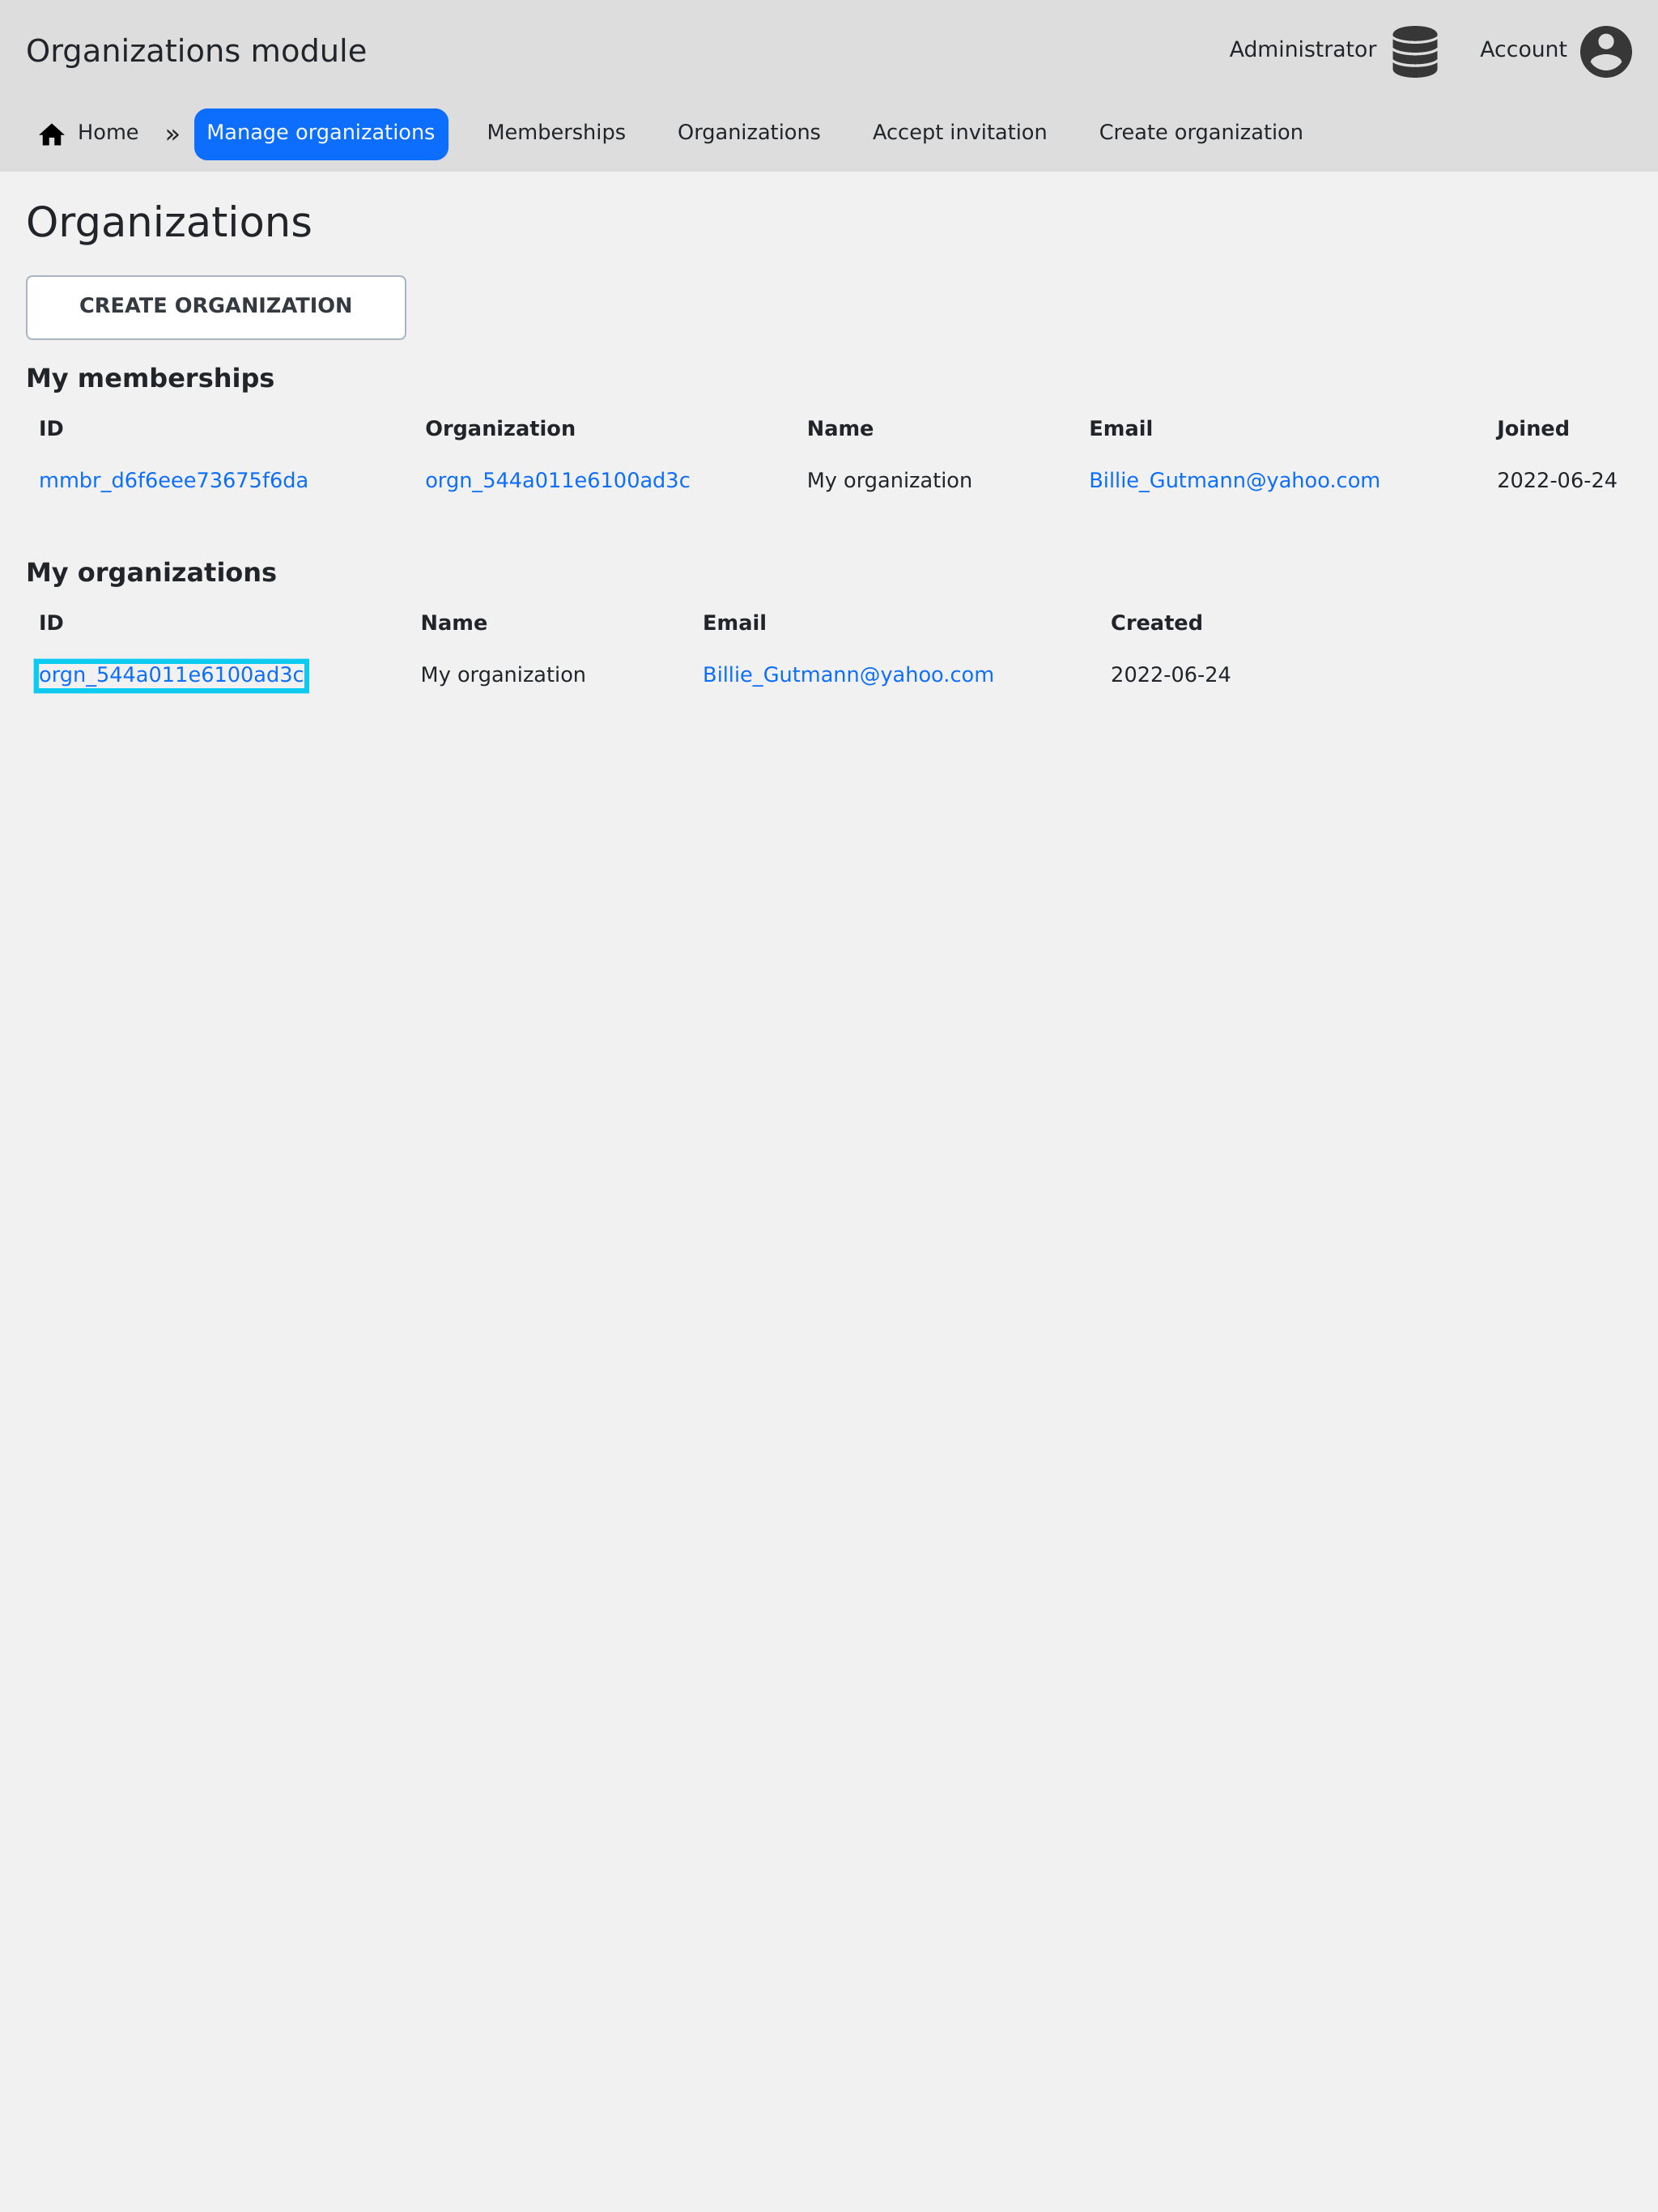 Organizations module
Administrator
Account
Home » Manage organizations Memberships Organizations Accept invitation Create organization
Organizations
CREATE ORGANIZATION
My memberships
ID Organization Name Email Joined
mmbr_d6f6eee73675f6da orgn_544a011e6100ad3c My organization Billie_Gutmann@yahoo.com 2022-06-24
My organizations
ID Name Email Created
orgn_544a011e6100ad3c My organization Billie_Gutmann@yahoo.com 2022-06-24